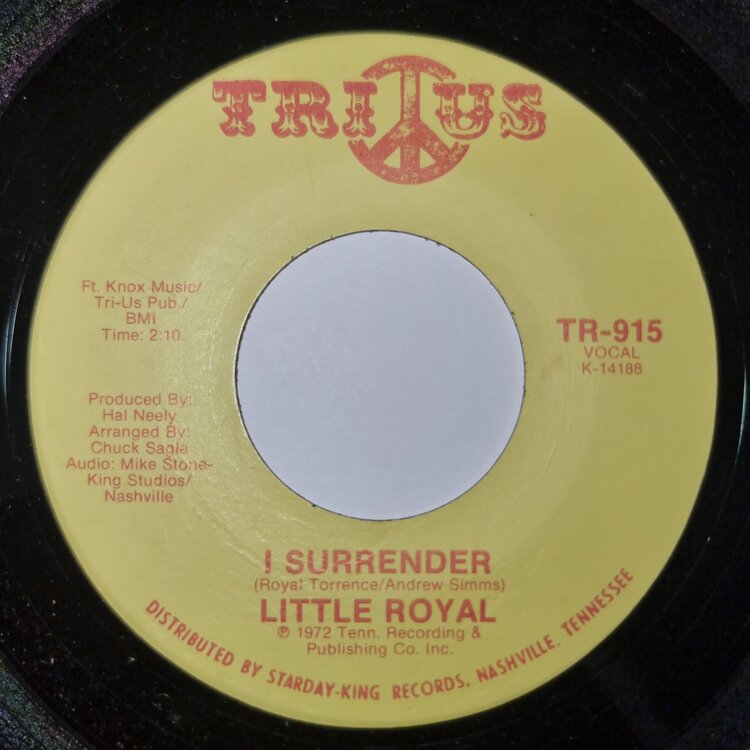 TRI US
Ft. Knox Music/
Tri-Us Pub./
BMI
Time: 2:10
TR-915
VOCAL
K-14188
Produced By:
Hal Neely
Arranged By:
Chuck Sagle
Audio: Mike Stone-
King Studios/
Nashville
I SURRENDER
(Royal Torrence/Andrew Simms)
LITTLE ROYAL
℗ 1972 Tenn. Recording &
Publishing Co. Inc.
DISTRIBUTED BY STARDAY-KING RECORDS, NASHVILLE, TENNESSEE